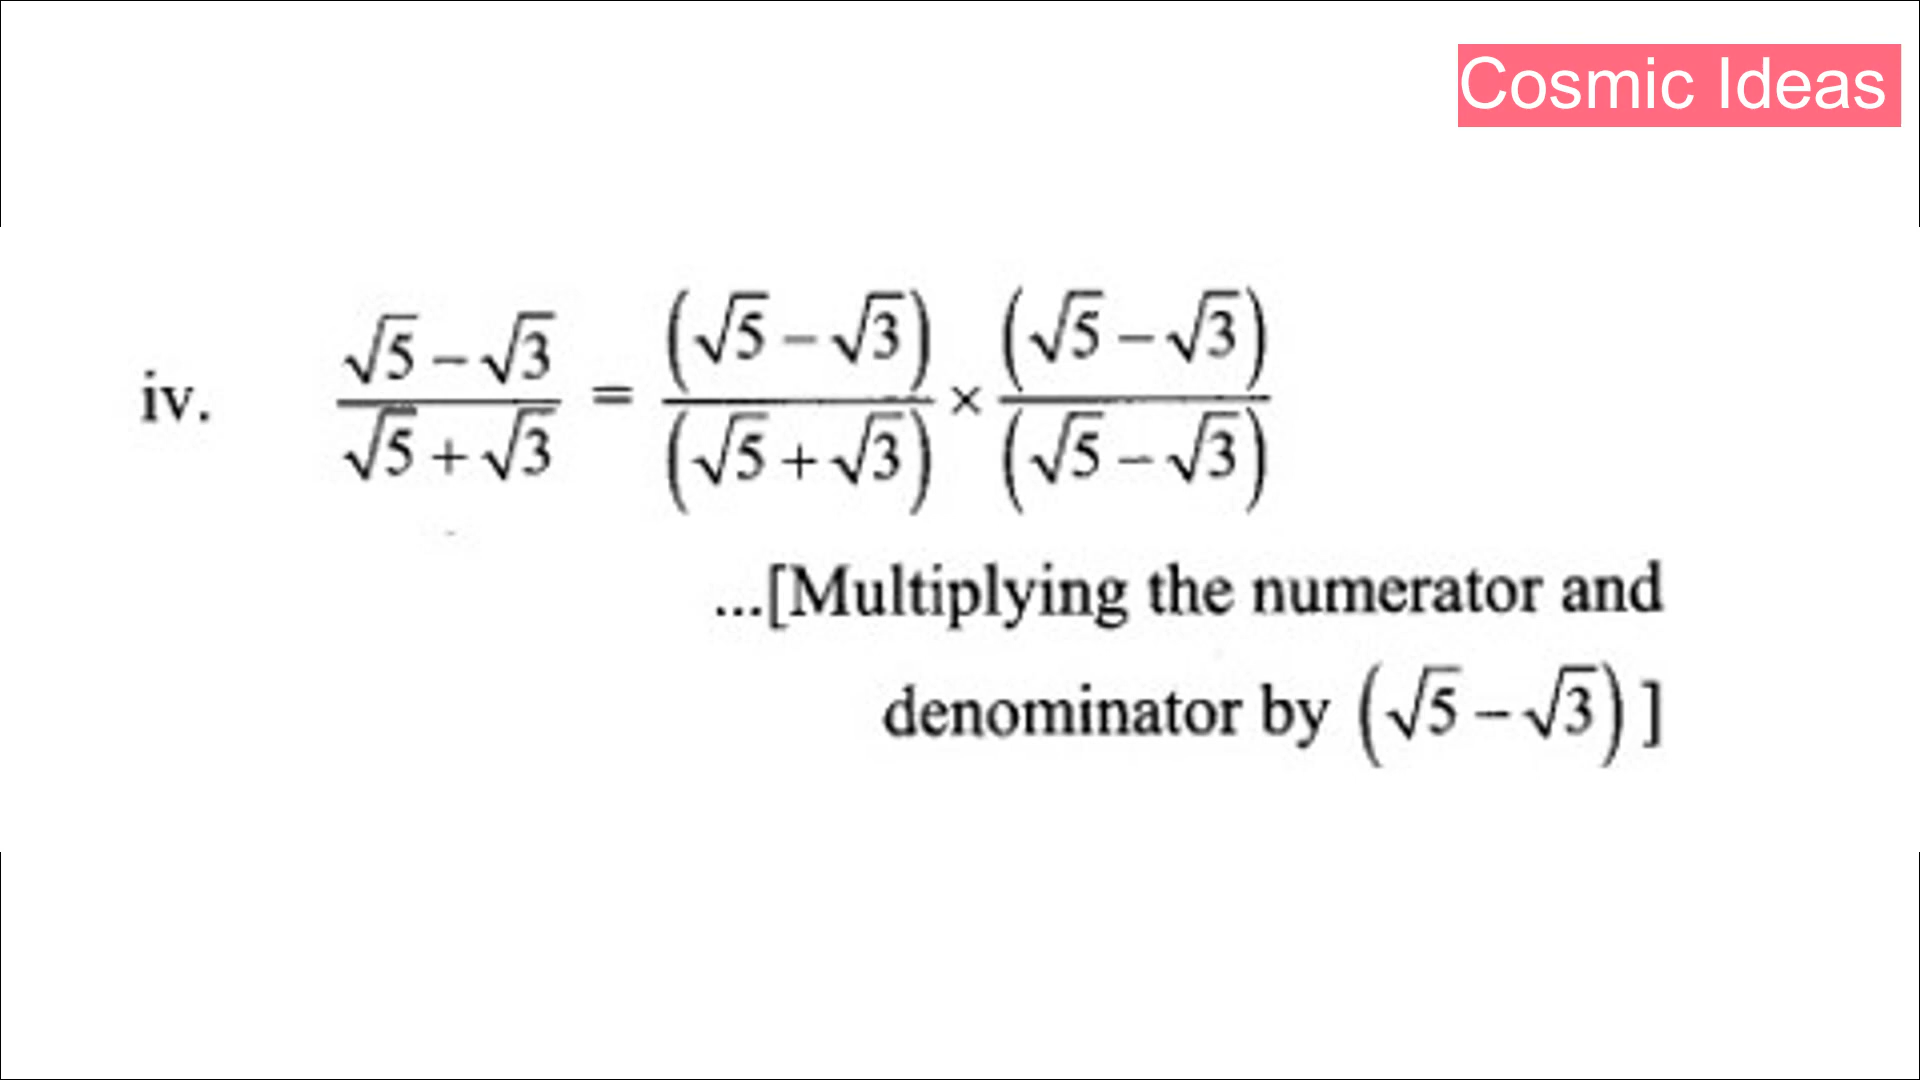 Cosmic Ideas
iv. (√5 − √3)/(√5 + √3) = (√5 − √3)/(√5 + √3) × (√5 − √3)/(√5 − √3)
...[Multiplying the numerator and
denominator by (√5 − √3)]